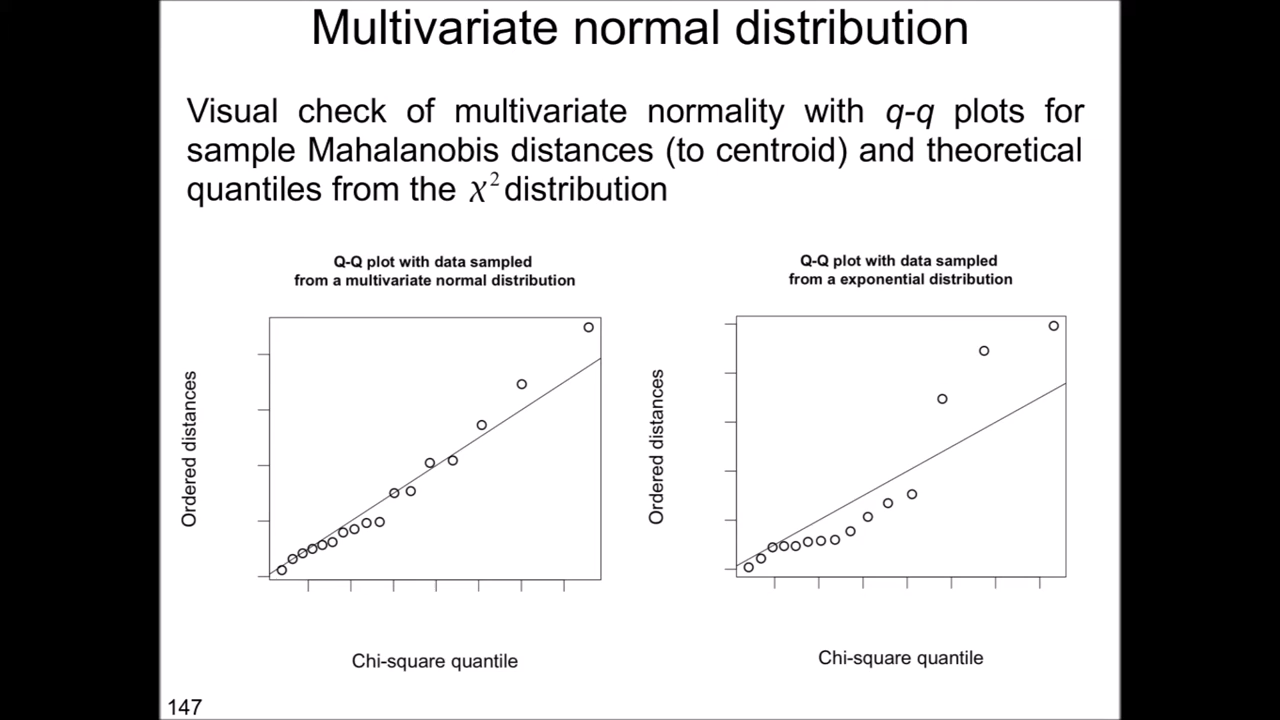 Multivariate normal distribution
Visual check of multivariate normality with q-q plots for
sample Mahalanobis distances (to centroid) and theoretical
quantiles from the χ² distribution
Q-Q plot with data sampled
from a multivariate normal distribution
Ordered distances
Chi-square quantile
Q-Q plot with data sampled
from a exponential distribution
Ordered distances
Chi-square quantile
147